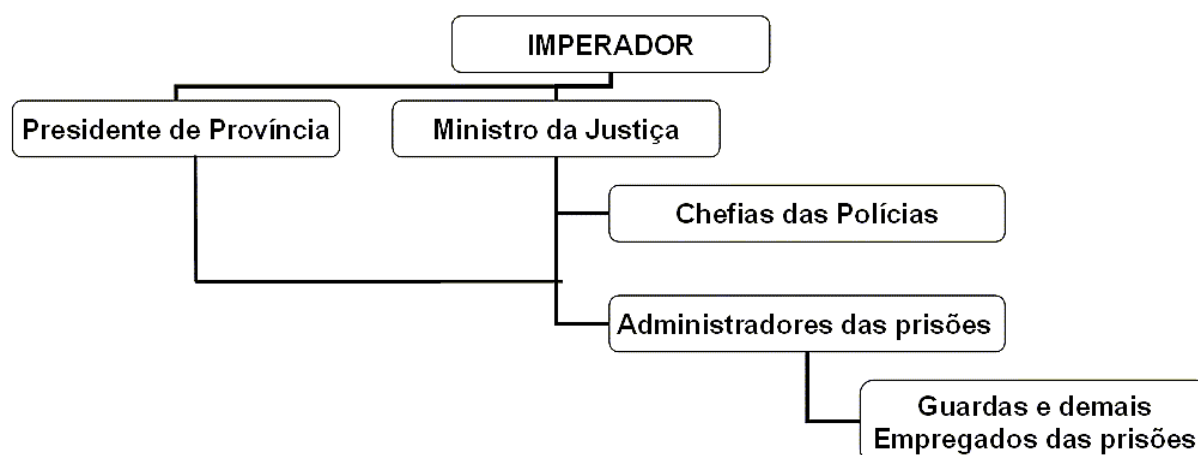 IMPERADOR
Presidente de Província
Ministro da Justiça
Chefias das Polícias
Administradores das prisões
Guardas e demais
Empregados das prisões